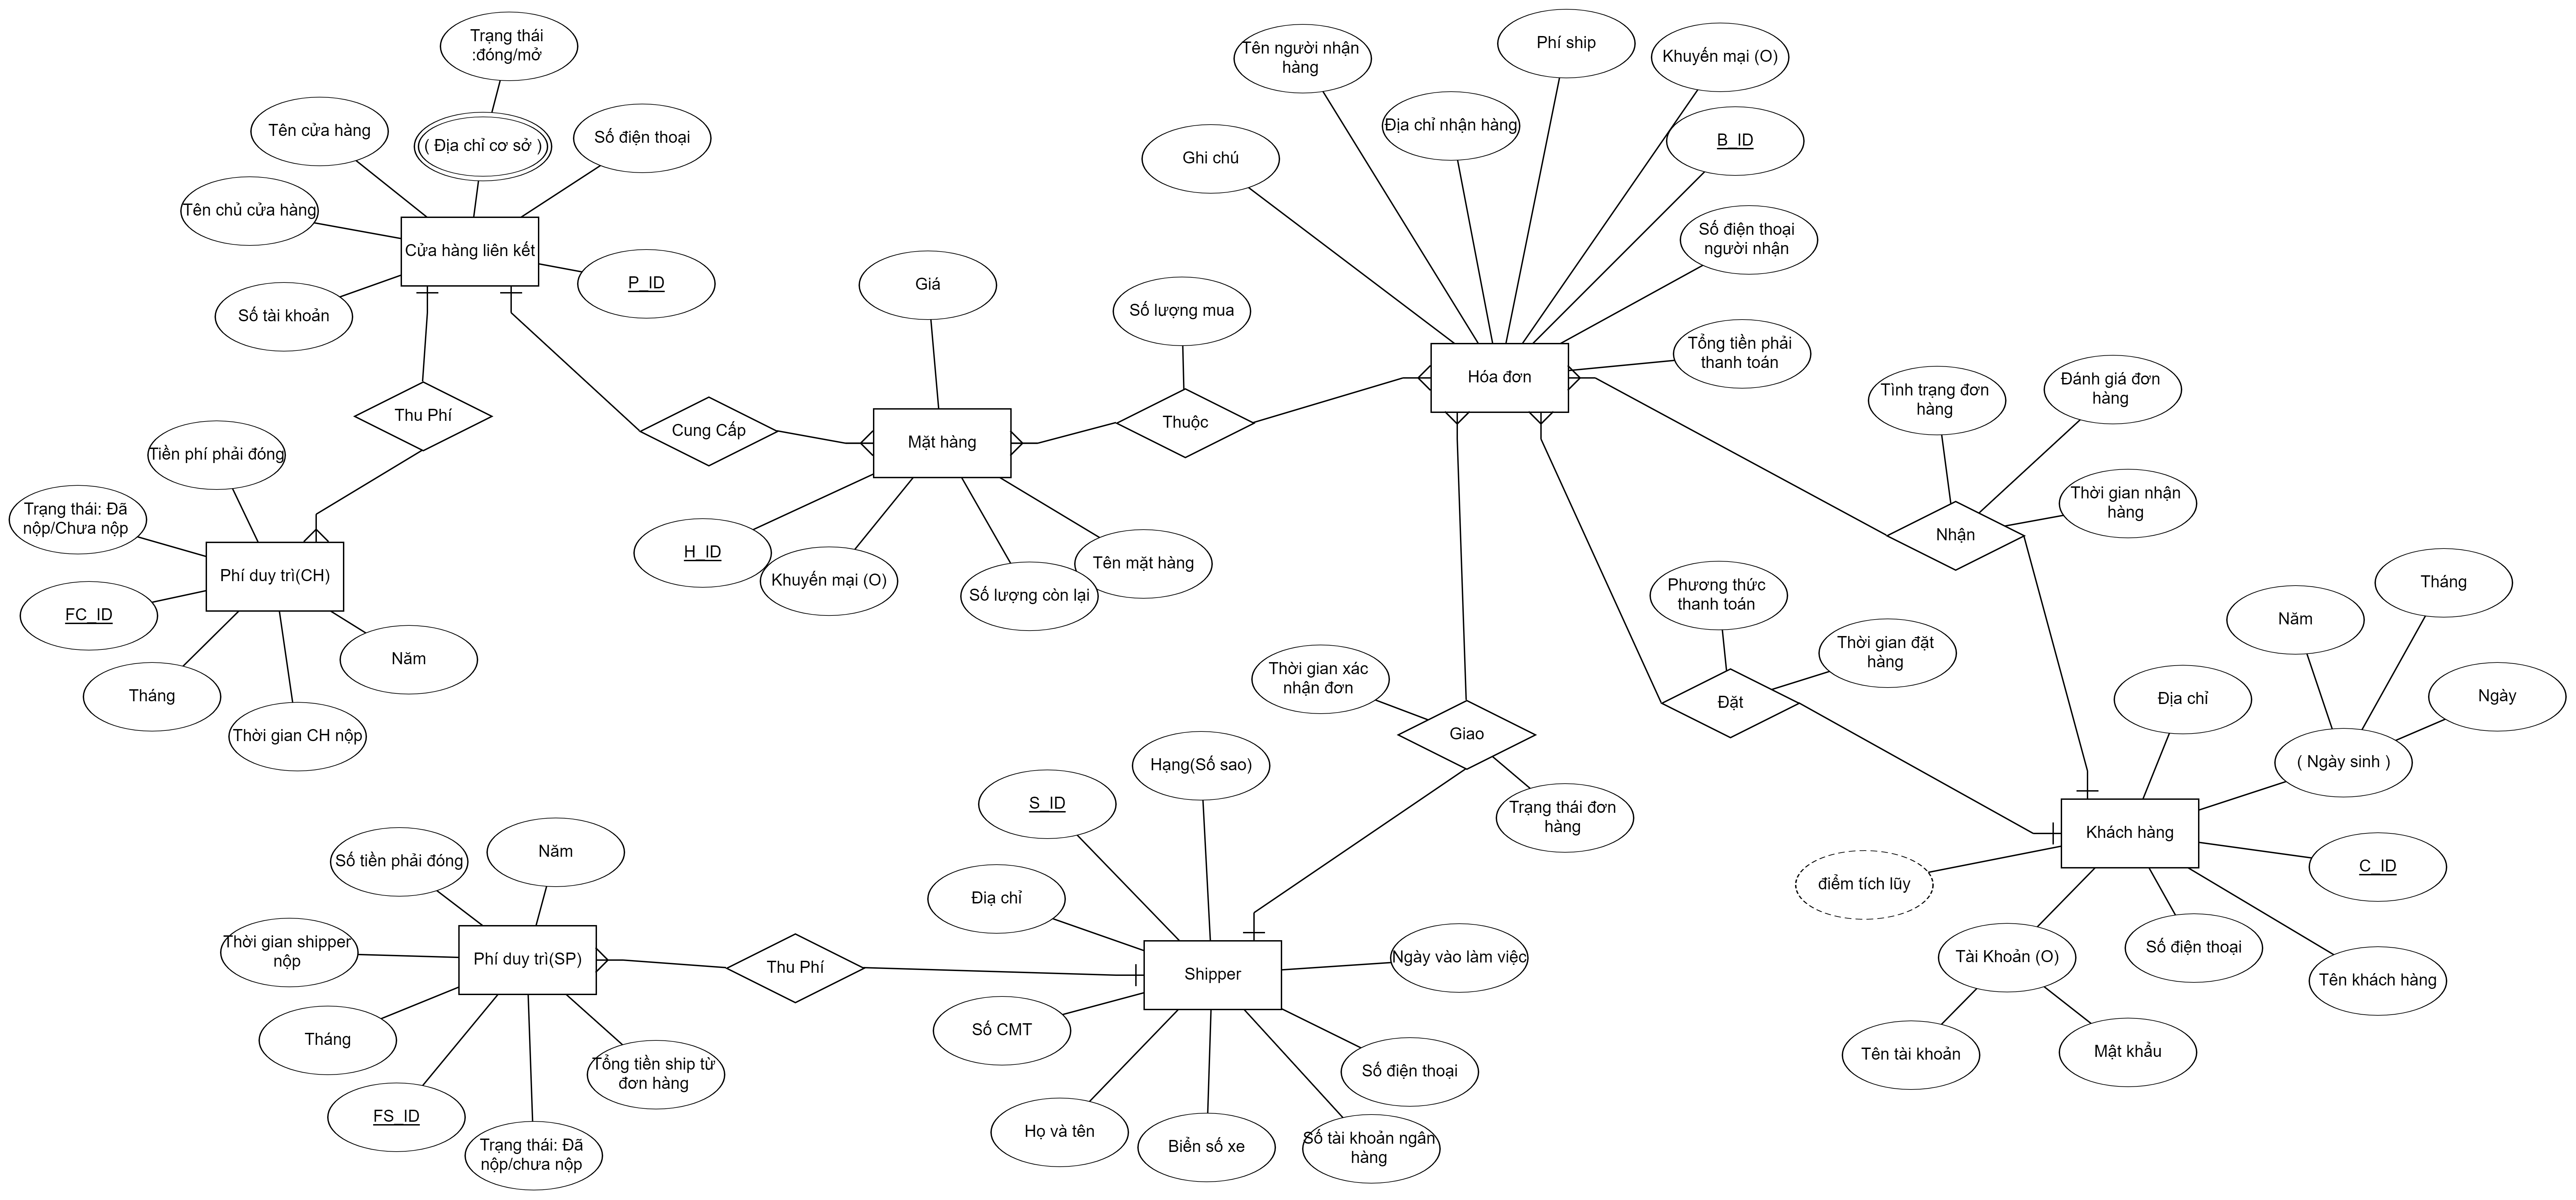 Trạng thái
:đóng/mở
Tên cửa hàng
( Địa chỉ cơ sở )
Số điện thoại
Tên chủ cửa hàng
Cửa hàng liên kết
P_ID
Số tài khoản
Thu Phí
Cung Cấp
Tiền phí phải đóng
Trạng thái: Đã
nộp/Chưa nộp
Phí duy trì(CH)
FC_ID
Tháng
Năm
Thời gian CH nộp
Giá
Mặt hàng
H_ID
Khuyến mại (O)
Số lượng còn lại
Tên mặt hàng
Số lượng mua
Thuộc
Tên người nhận
hàng
Phí ship
Khuyến mại (O)
Địa chỉ nhận hàng
B_ID
Ghi chú
Số điện thoại
người nhận
Tổng tiền phải
thanh toán
Hóa đơn
Tình trạng đơn
hàng
Đánh giá đơn
hàng
Thời gian nhận
hàng
Nhận
Phương thức
thanh toán
Thời gian đặt
hàng
Đặt
Thời gian xác
nhận đơn
Giao
Trạng thái đơn
hàng
Tháng
Năm
Ngày
Địa chỉ
( Ngày sinh )
Khách hàng
C_ID
điểm tích lũy
Tài Khoản (O)
Số điện thoại
Tên khách hàng
Tên tài khoản
Mật khẩu
Hạng(Số sao)
S_ID
Địa chỉ
Shipper
Ngày vào làm việc
Số CMT
Số điện thoại
Họ và tên
Biển số xe
Số tài khoản ngân
hàng
Thu Phí
Số tiền phải đóng
Năm
Thời gian shipper
nộp
Phí duy trì(SP)
Tháng
Tổng tiền ship từ
đơn hàng
FS_ID
Trạng thái: Đã
nộp/chưa nộp